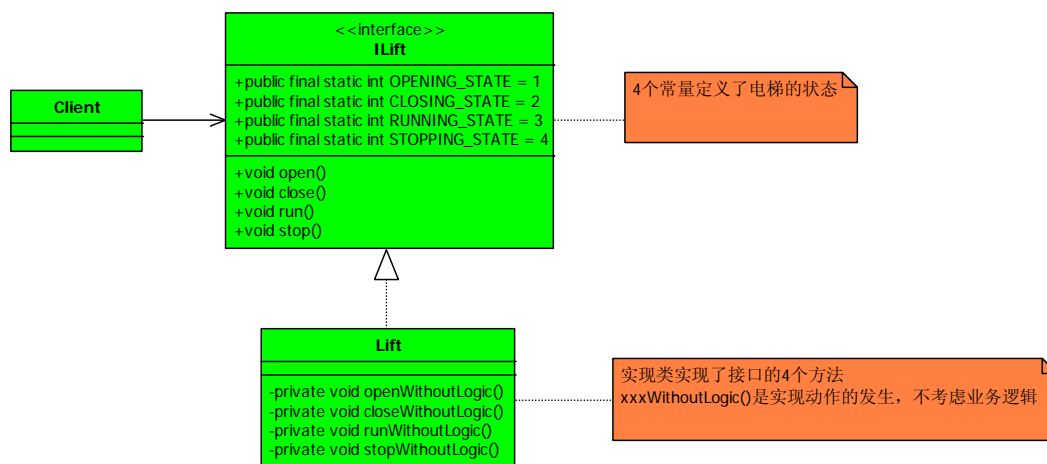 <<interface>>
ILift
+public final static int OPENING_STATE = 1
+public final static int CLOSING_STATE = 2
+public final static int RUNNING_STATE = 3
+public final static int STOPPING_STATE = 4
+void open()
+void close()
+void run()
+void stop()
Client
4个常量定义了电梯的状态
Lift
-private void openWithoutLogic()
-private void closeWithoutLogic()
-private void runWithoutLogic()
-private void stopWithoutLogic()
实现类实现了接口的4个方法
xxxWithoutLogic()是实现动作的发生，不考虑业务逻辑